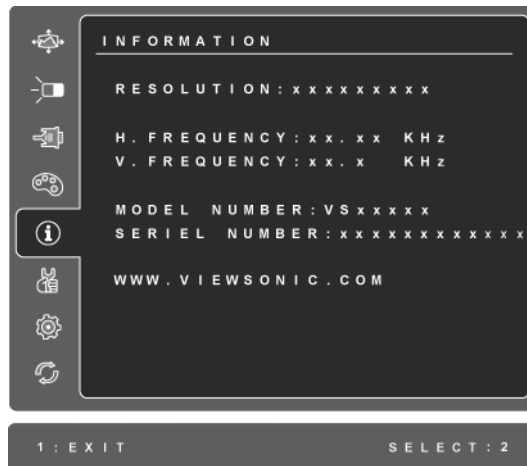 INFORMATION
RESOLUTION:xxxxxxxxx
H.FREQUENCY:xx.xx KHz
V.FREQUENCY:xx.x KHz
MODEL NUMBER:VSxxxxx
SERIEL NUMBER:xxxxxxxxxxxx
WWW.VIEWSONIC.COM
1:EXIT SELECT:2